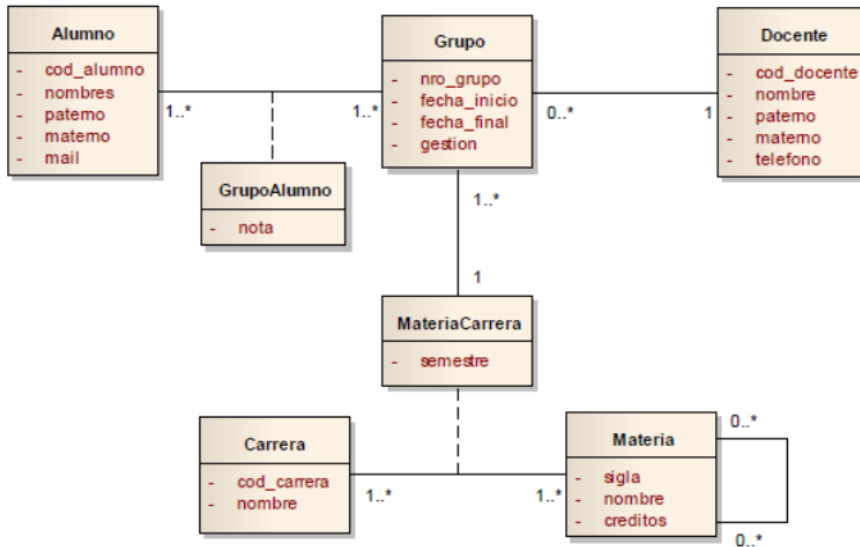 Alumno
- cod_alumno
- nombres
- paterno
- materno
- mail
1..*
1..*
GrupoAlumno
- nota
Grupo
- nro_grupo
- fecha_inicio
- fecha_final
- gestion
0..*
1
Docente
- cod_docente
- nombre
- paterno
- materno
- telefono
1..*
1
MateriaCarrera
- semestre
Carrera
- cod_carrera
- nombre
1..*
1..*
Materia
- sigla
- nombre
- creditos
0..*
0..*